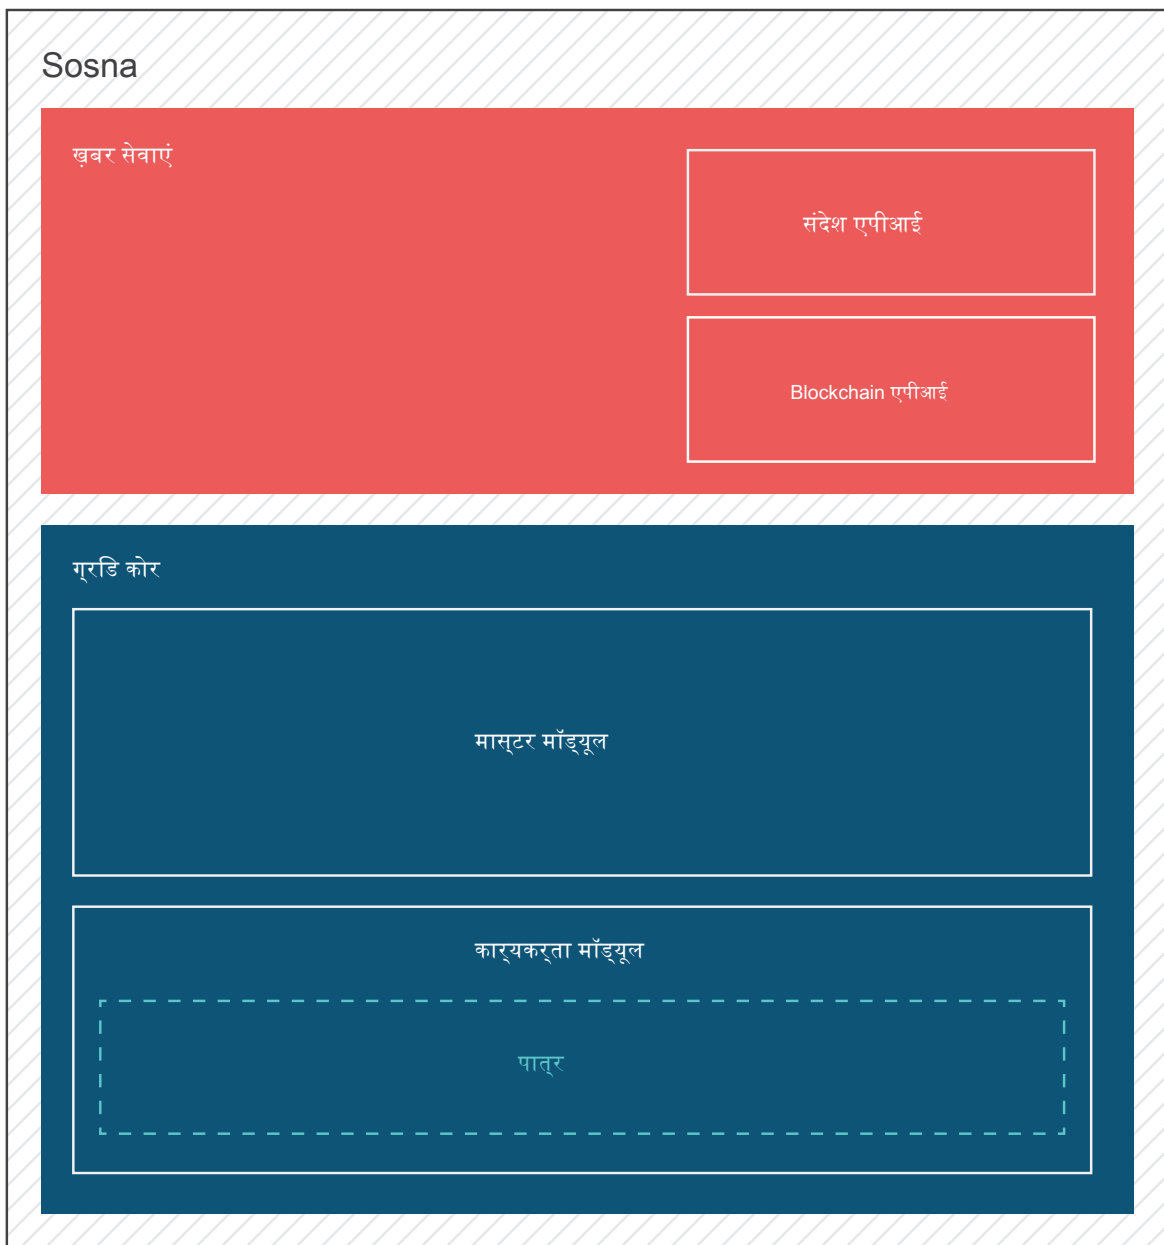 Sosna
ख़बर सेवाएं
संदेश एपीआई
Blockchain एपीआई
ग्रिड कोर
मास्टर मॉड्यूल
कार्यकर्ता मॉड्यूल
पात्र